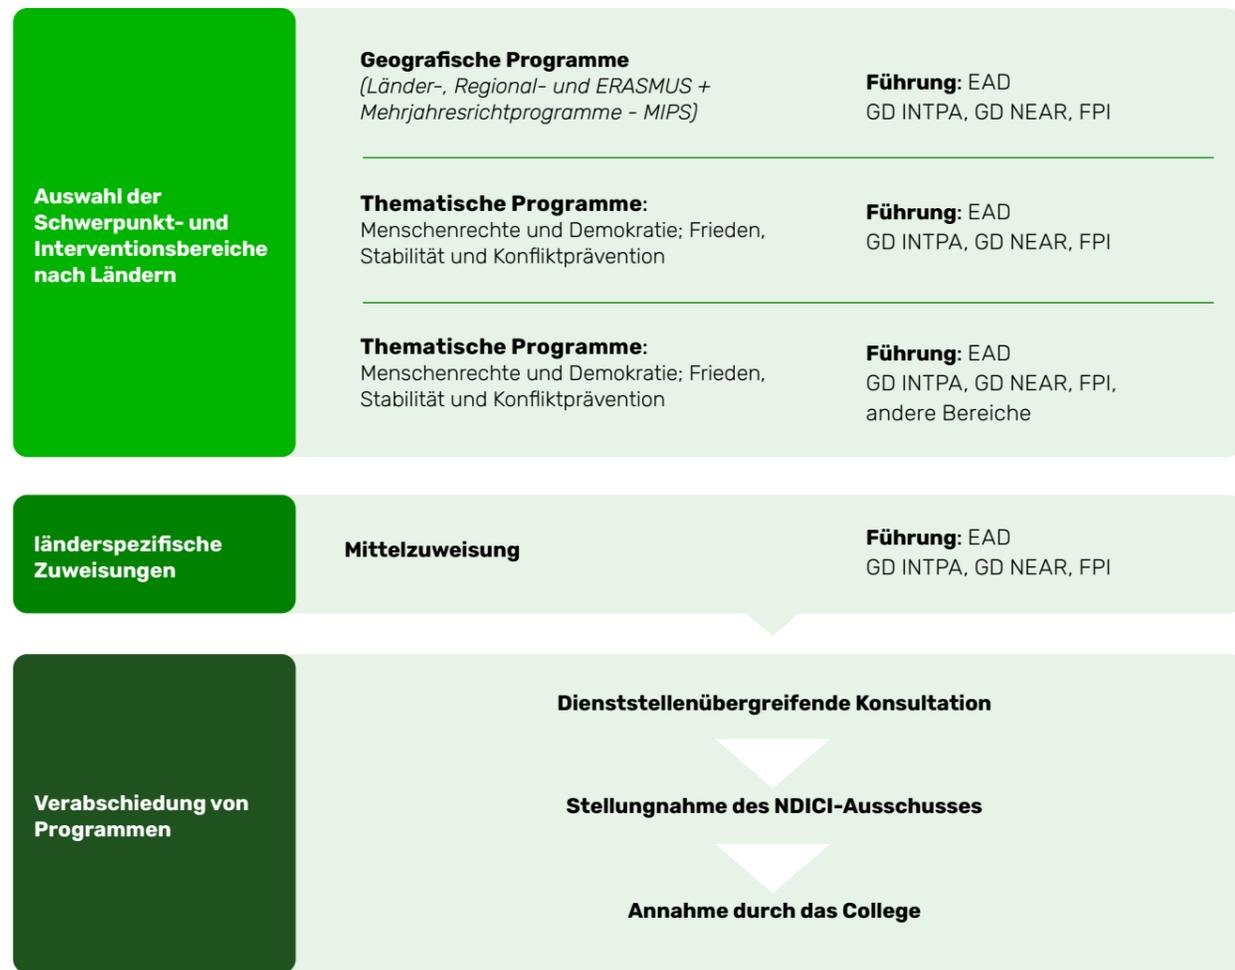 Auswahl der
Schwerpunkt- und
Interventionsbereiche
nach Ländern
Geografische Programme
(Länder-, Regional- und ERASMUS +
Mehrjahresrichtprogramme - MIPS)
Führung: EAD
GD INTPA, GD NEAR, FPI
Thematische Programme:
Menschenrechte und Demokratie; Frieden,
Stabilität und Konfliktprävention
Führung: EAD
GD INTPA, GD NEAR, FPI
Thematische Programme:
Menschenrechte und Demokratie; Frieden,
Stabilität und Konfliktprävention
Führung: EAD
GD INTPA, GD NEAR, FPI,
andere Bereiche
länderspezifische
Zuweisungen
Mittelzuweisung
Führung: EAD
GD INTPA, GD NEAR, FPI
Verabschiedung von
Programmen
Dienststellenübergreifende Konsultation
Stellungnahme des NDICI-Ausschusses
Annahme durch das College